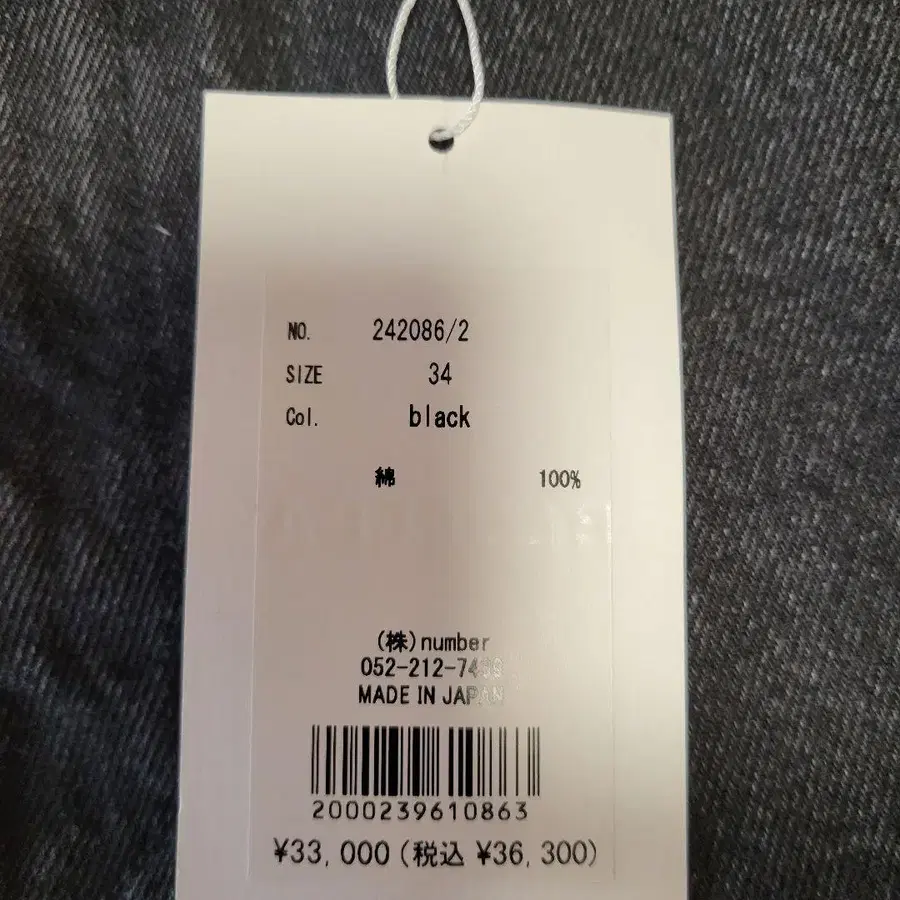 NO. 242086/2
SIZE 34
Col. black
綿 100%
(株)number
MADE IN JAPAN
2000239610863
¥33,000(税込 ¥36,300)